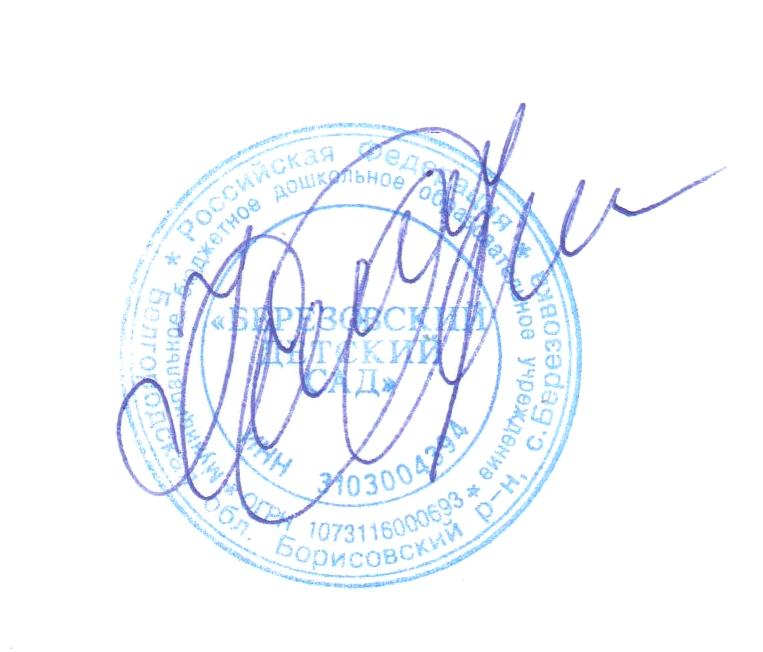 * Российская Федерация *
Белгородская обл. Борисовский р-н, с.Березовка
Муниципальное бюджетное дошкольное образовательное учреждение
* ОГРН 1073116000693 *
«БЕРЕЗОВСКИЙ
ДЕТСКИЙ
САД»
ИНН 3103004394